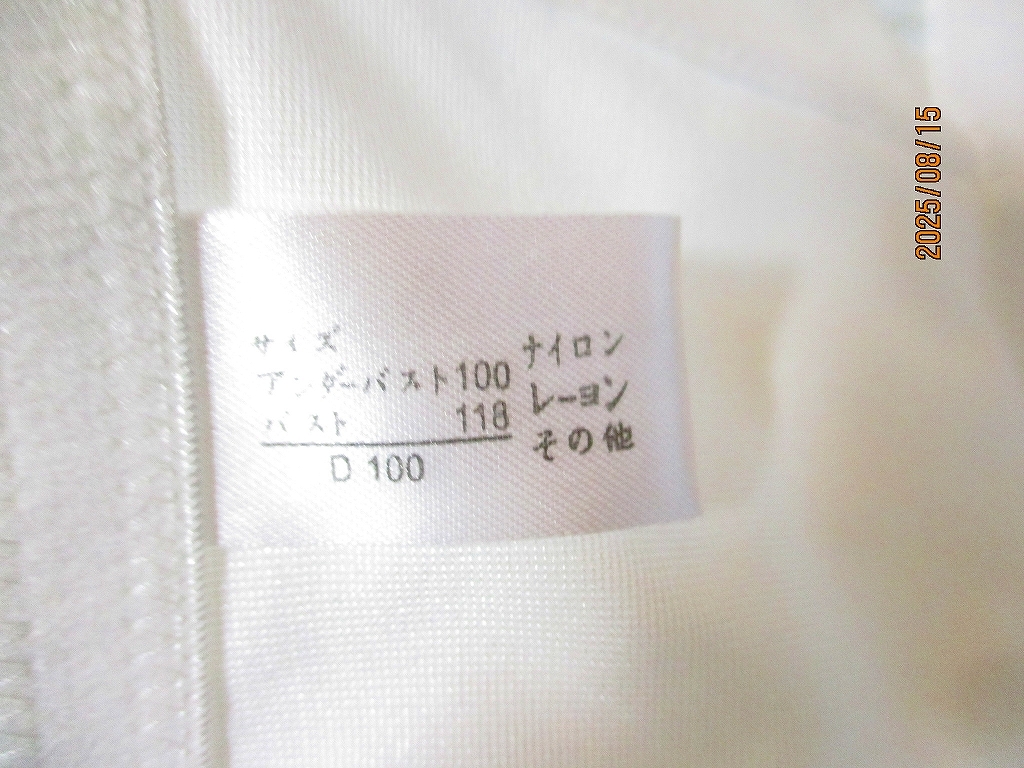 サイズ
アンダーバスト100
バスト 118
D 100
ナイロン
レーヨン
その他
2025/08/15